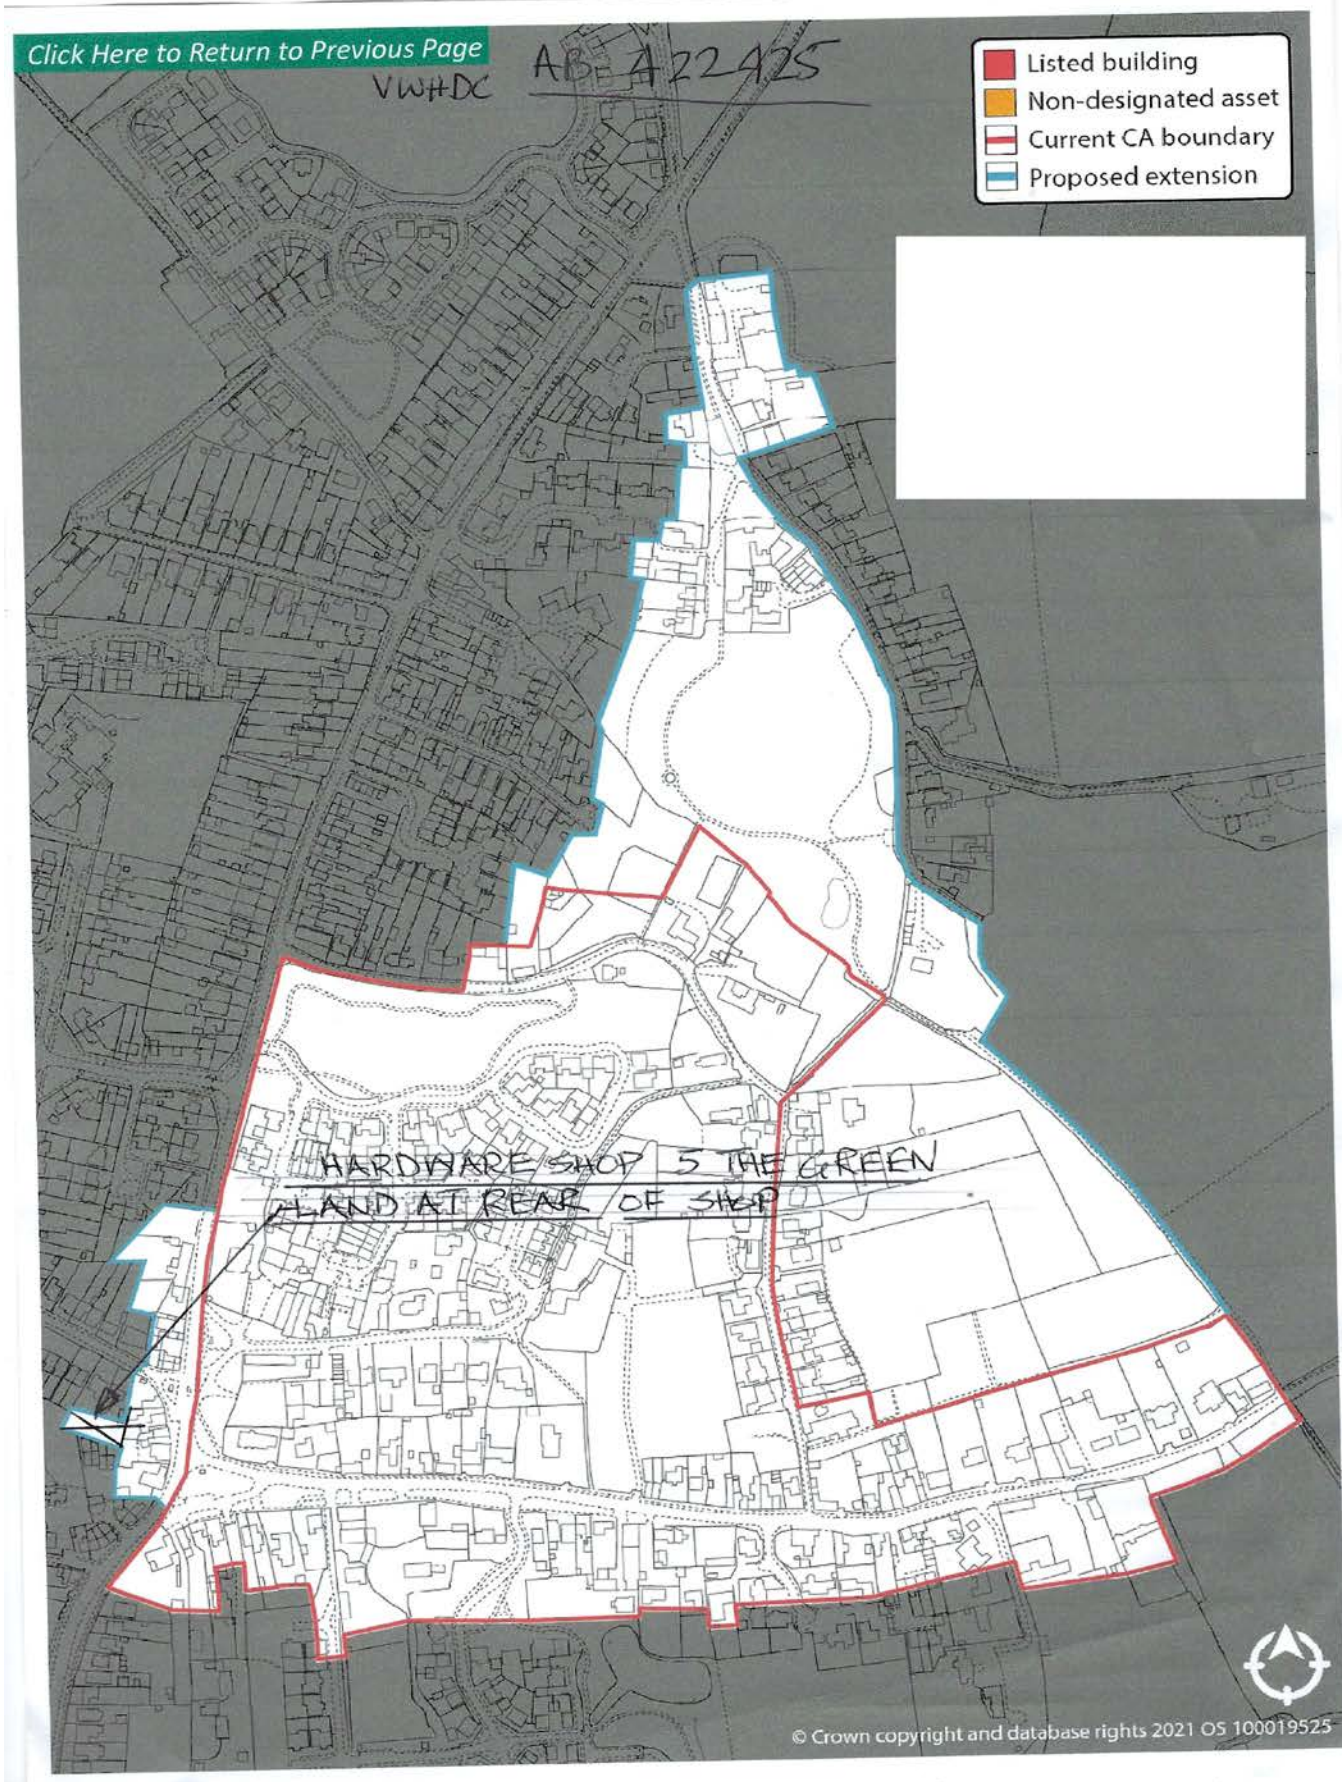 Click Here to Return to Previous Page
VWHDC AB 422425
Listed building
Non-designated asset
Current CA boundary
Proposed extension
HARDWARE SHOP 5 THE GREEN
LAND AT REAR OF SHOP
© Crown copyright and database rights 2021 OS 100019525